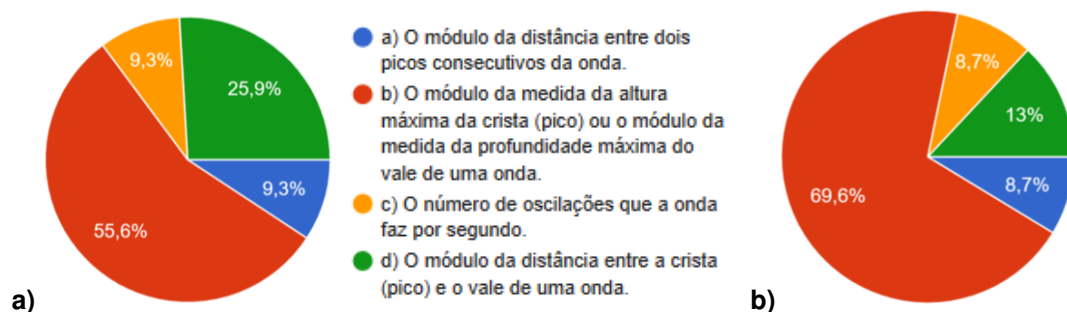 9,3%
25,9%
55,6%
9,3%
a) O módulo da distância entre dois
picos consecutivos da onda.
b) O módulo da medida da altura
máxima da crista (pico) ou o módulo da
medida da profundidade máxima do
vale de uma onda.
c) O número de oscilações que a onda
faz por segundo.
d) O módulo da distância entre a crista
(pico) e o vale de uma onda.
8,7%
13%
69,6%
8,7%
a)
b)